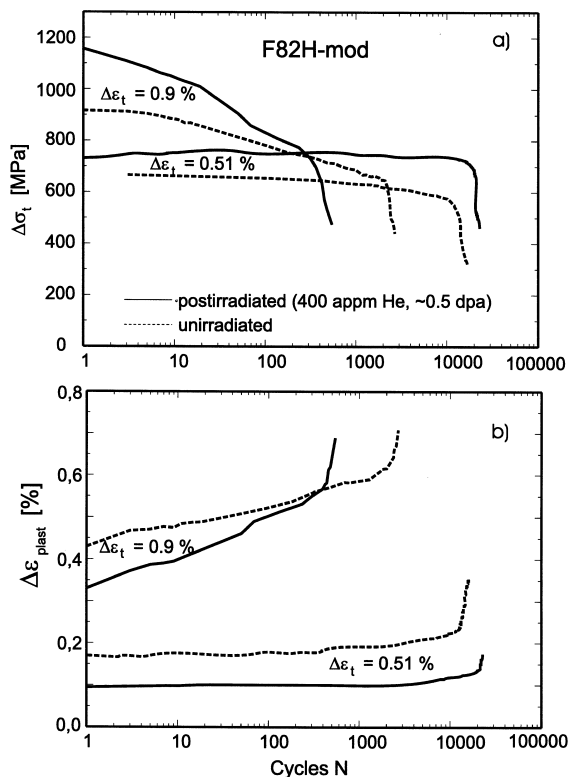 a)
F82H-mod
1200
1000
800
600
400
200
0
Δσt [MPa]
Δεt = 0.9 %
Δεt = 0.51 %
postirradiated (400 appm He, ~0.5 dpa)
unirradiated
1 10 100 1000 10000 100000
b)
0,8
0,6
0,4
0,2
0,0
Δεplast [%]
Δεt = 0.9 %
Δεt = 0.51 %
1 10 100 1000 10000 100000
Cycles N